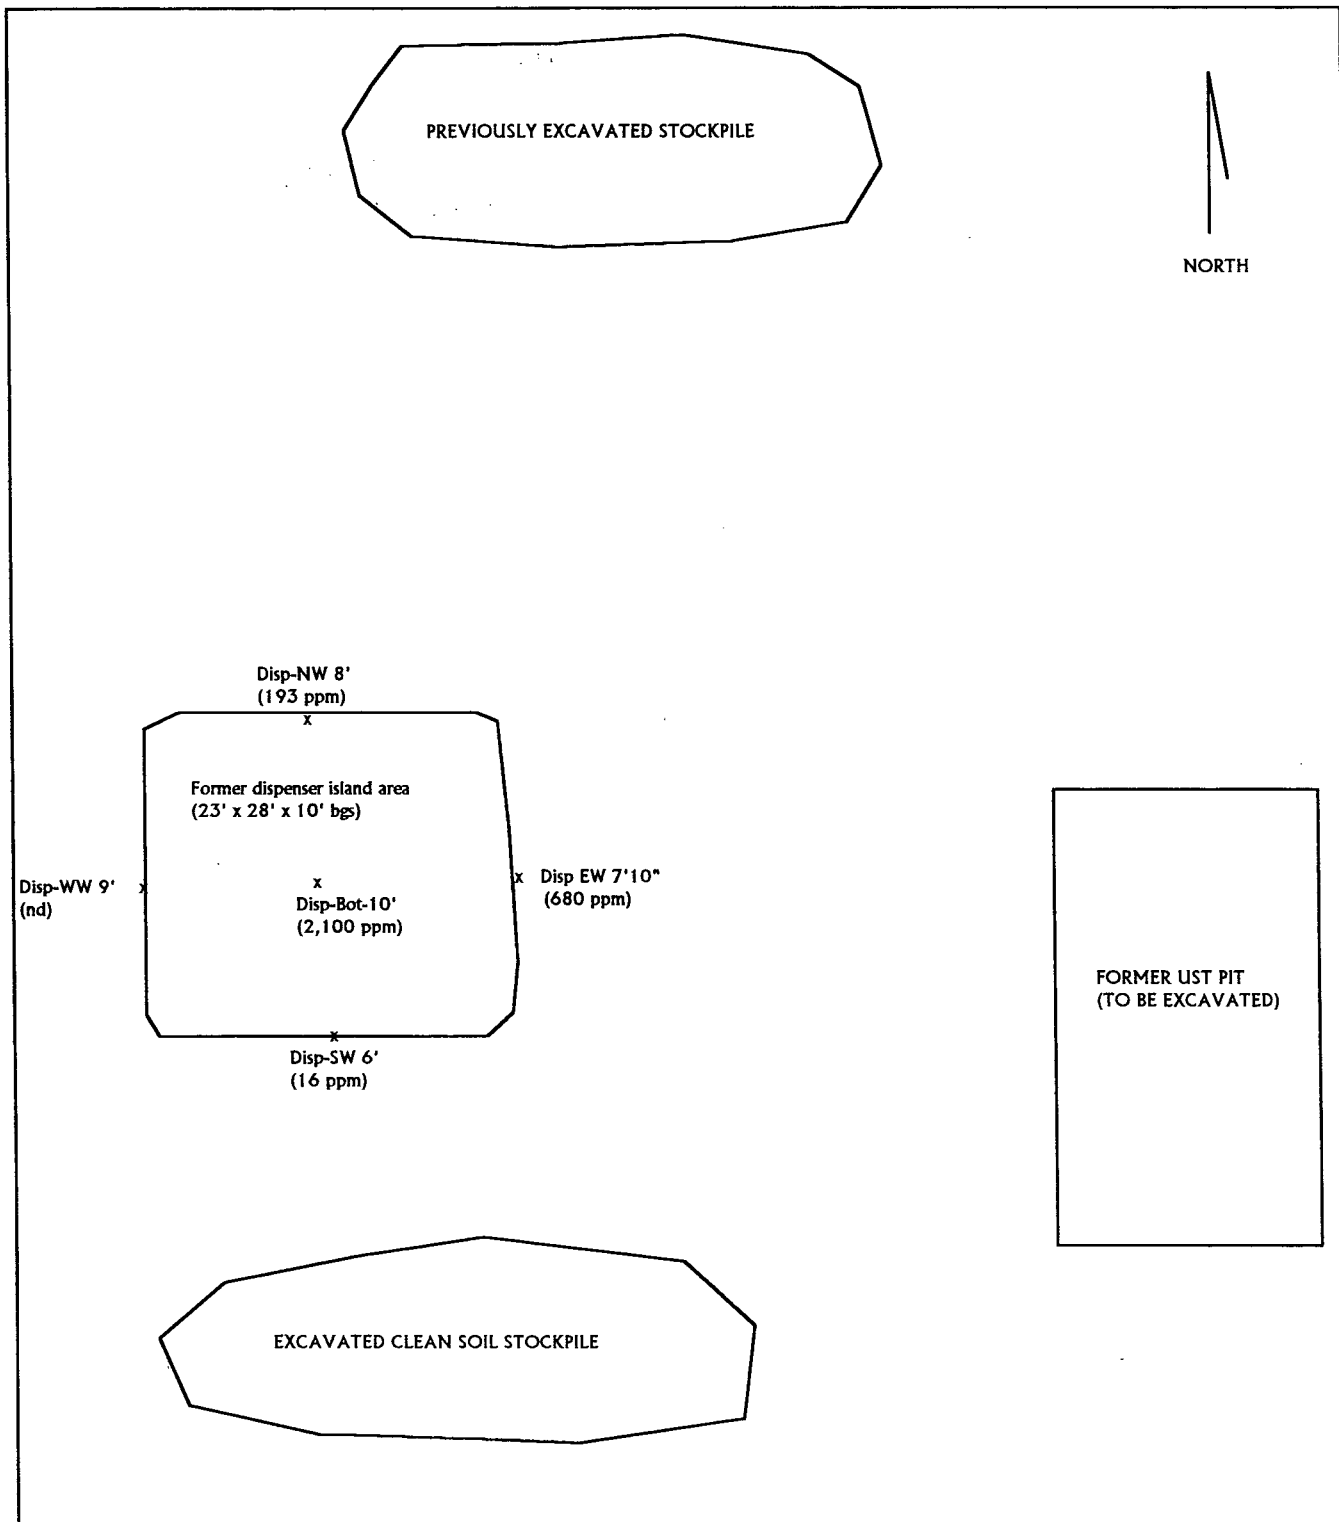 PREVIOUSLY EXCAVATED STOCKPILE
NORTH
Disp-NW 8'
(193 ppm)
x
Former dispenser island area
(23' x 28' x 10' bgs)
Disp-WW 9'
(nd)
x
x
Disp-Bot-10'
(2,100 ppm)
x
Disp EW 7'10"
(680 ppm)
FORMER UST PIT
(TO BE EXCAVATED)
x
Disp-SW 6'
(16 ppm)
EXCAVATED CLEAN SOIL STOCKPILE